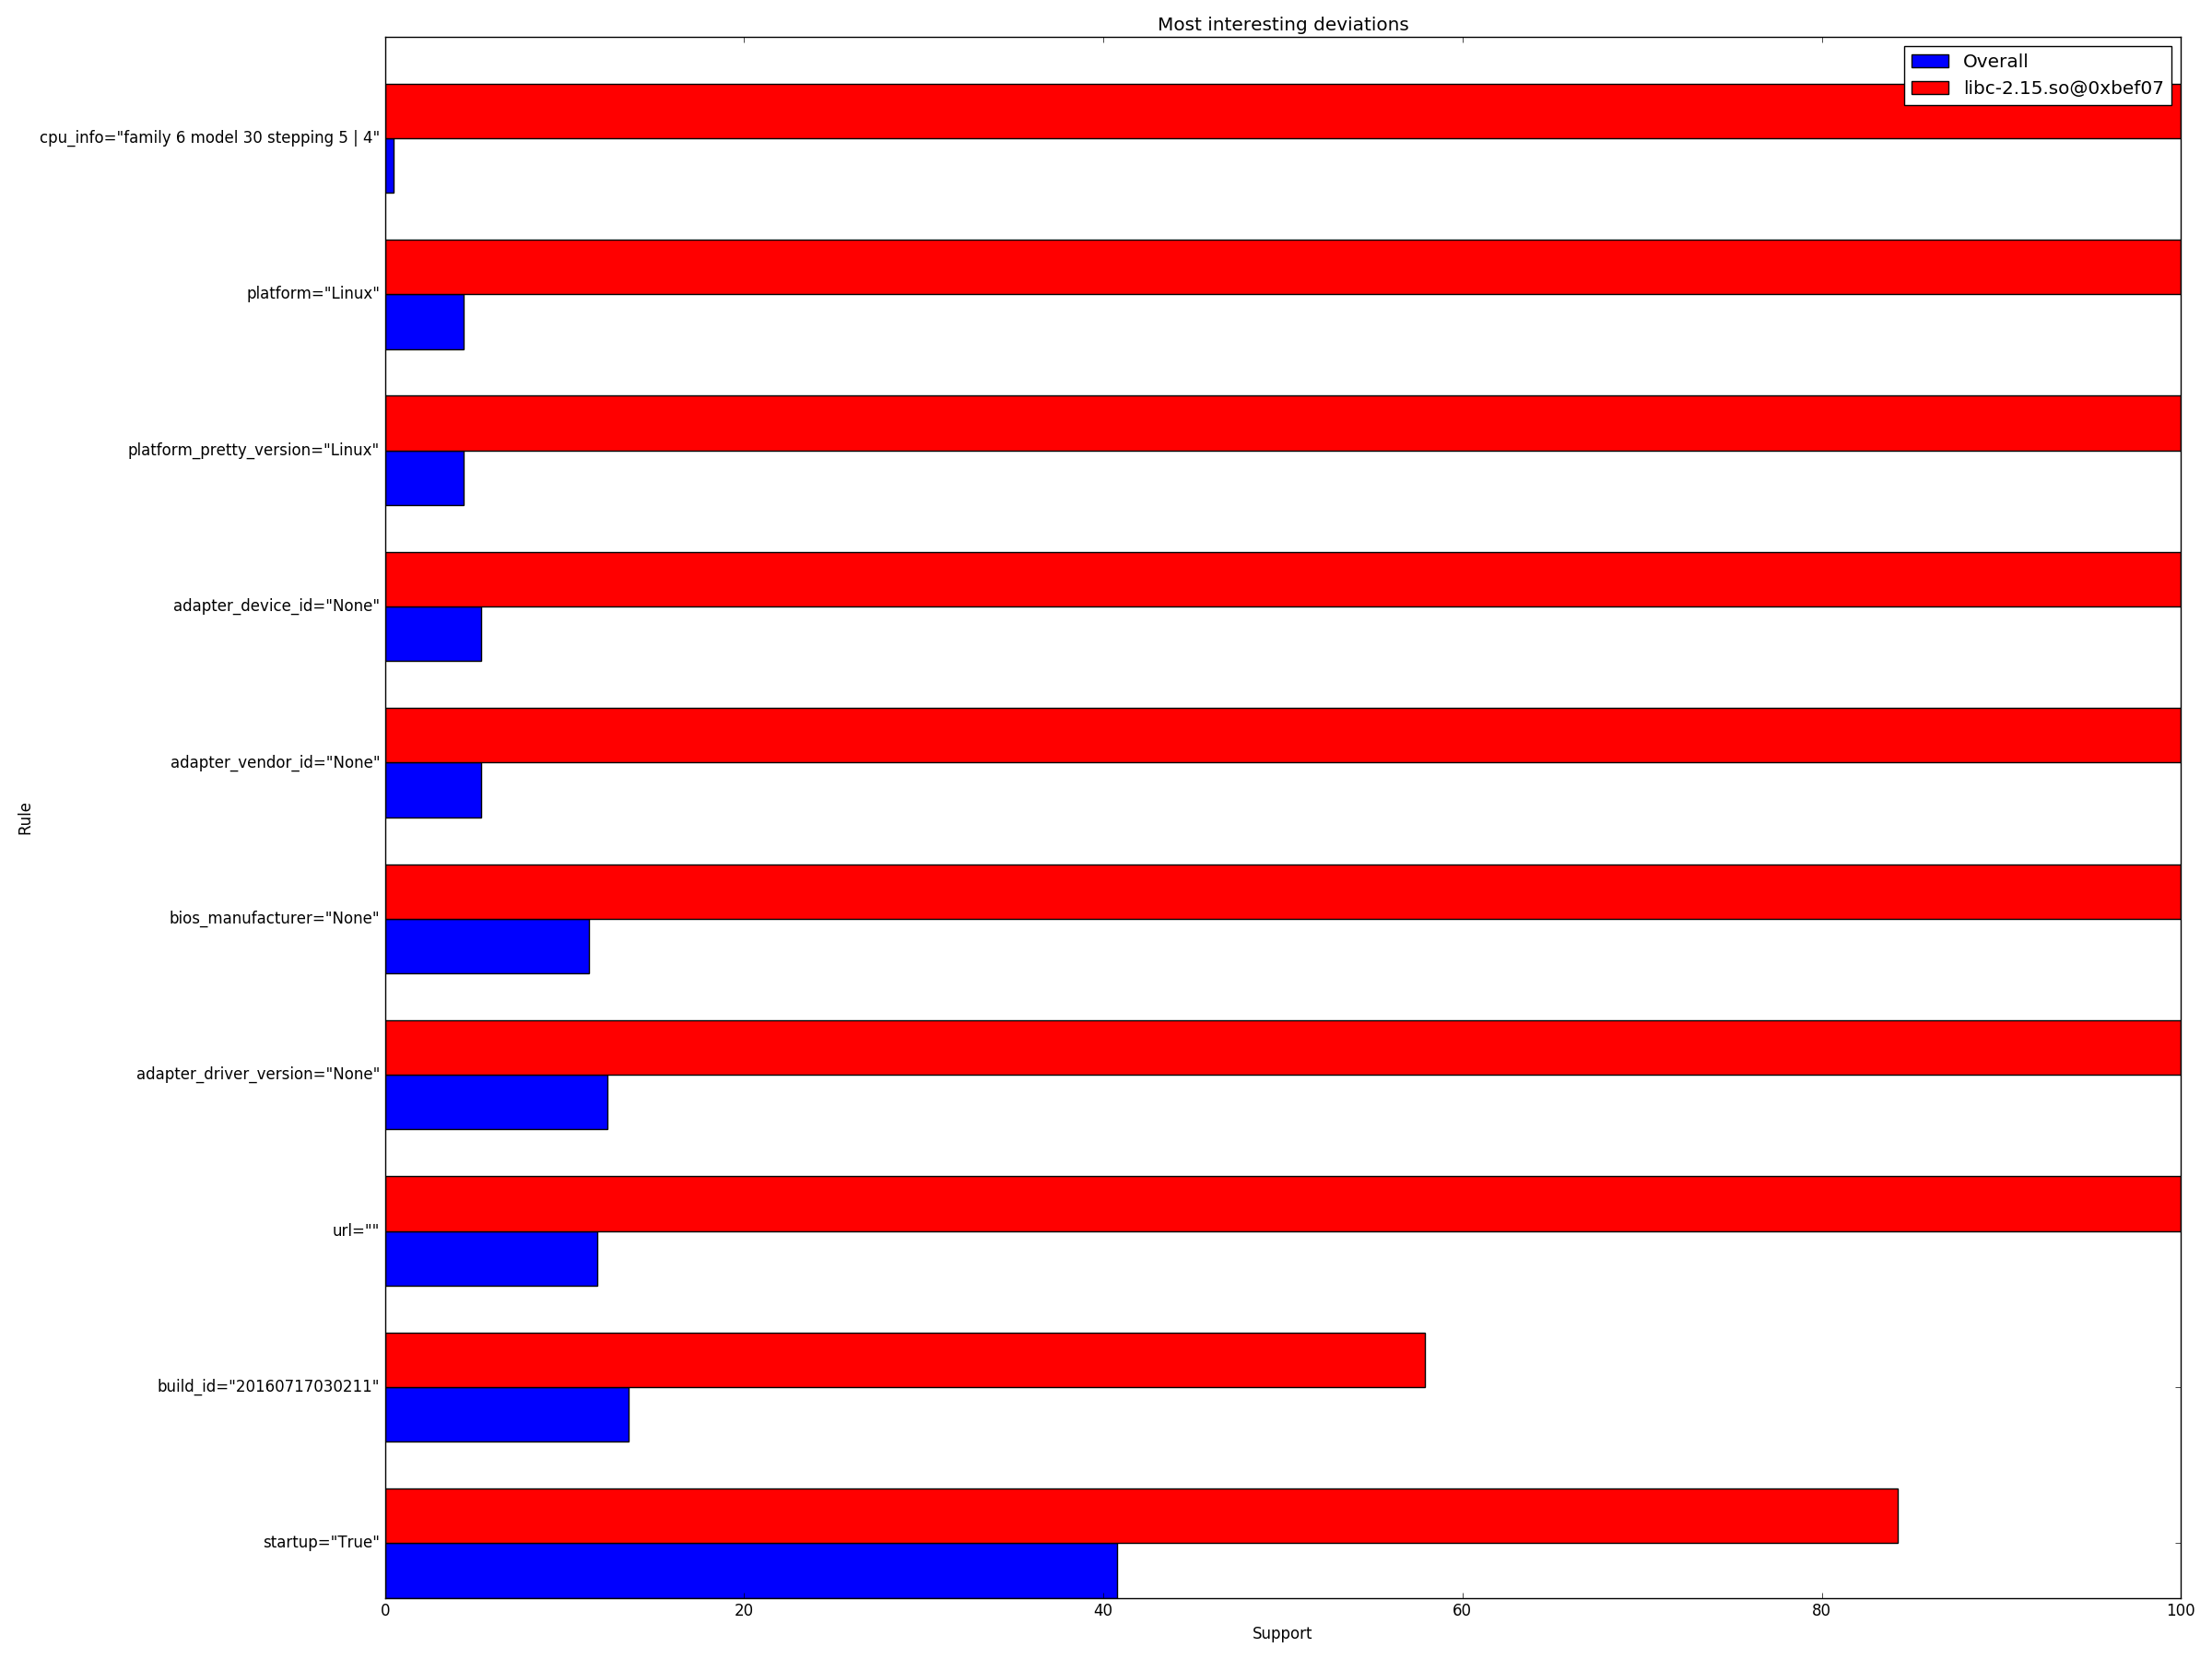 Most interesting deviations
Overall
libc-2.15.so@0xbef07
cpu_info="family 6 model 30 stepping 5 | 4"
platform="Linux"
platform_pretty_version="Linux"
adapter_device_id="None"
adapter_vendor_id="None"
Rule
bios_manufacturer="None"
adapter_driver_version="None"
url=""
build_id="20160717030211"
startup="True"
0 20 40 60 80 100
Support